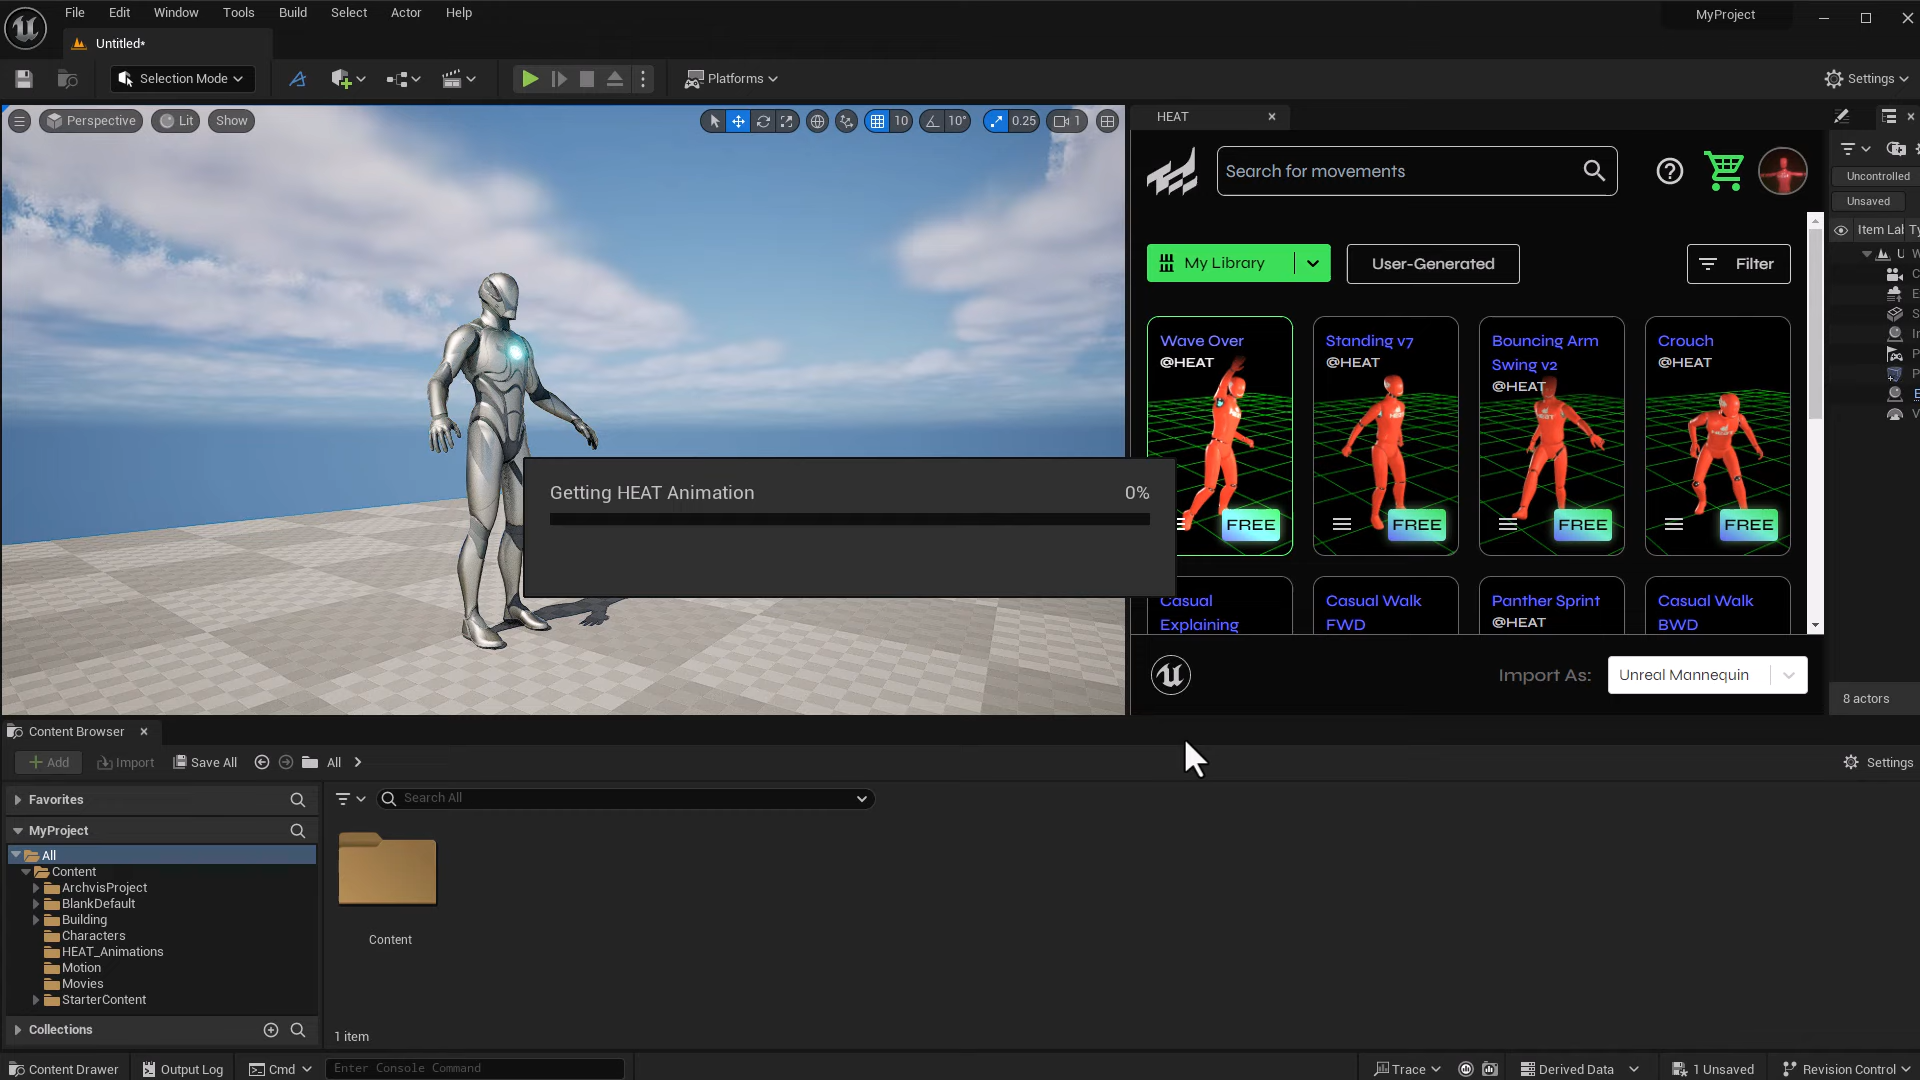 File Edit Window Tools Build Select Actor Help
MyProject
Untitled*
Selection Mode
Platforms
Settings
Perspective Lit Show
10 10° 0.25 1
HEAT
Search for movements
Uncontrolled
Unsaved
Item Lab
My Library
User-Generated
Filter
Wave Over
@HEAT
FREE
Standing v7
@HEAT
FREE
Bouncing Arm
Swing v2
@HEAT
FREE
Crouch
@HEAT
FREE
Getting HEAT Animation 0%
Casual
Explaining
Casual Walk
FWD
Panther Sprint
@HEAT
Casual Walk
BWD
Import As: Unreal Mannequin
8 actors
Content Browser
Add Import Save All All
Settings
Favorites
Search All
MyProject
All
Content
ArchvisProject
BlankDefault
Building
Characters
HEAT_Animations
Motion
Movies
StarterContent
Content
Collections
1 item
Content Drawer Output Log Cmd Enter Console Command
Trace Derived Data 1 Unsaved Revision Control